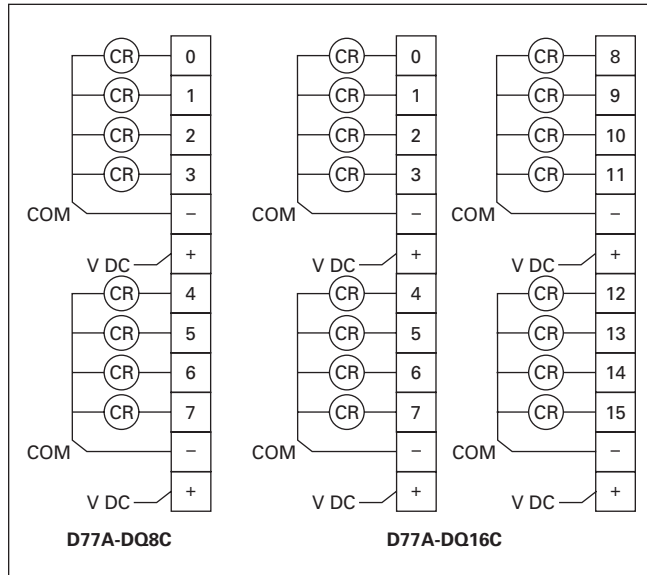 CR 0
CR 1
CR 2
CR 3
COM –
V DC +
CR 4
CR 5
CR 6
CR 7
COM –
V DC +
D77A-DQ8C
CR 0
CR 1
CR 2
CR 3
COM –
V DC +
CR 4
CR 5
CR 6
CR 7
COM –
V DC +
CR 8
CR 9
CR 10
CR 11
COM –
V DC +
CR 12
CR 13
CR 14
CR 15
COM –
V DC +
D77A-DQ16C